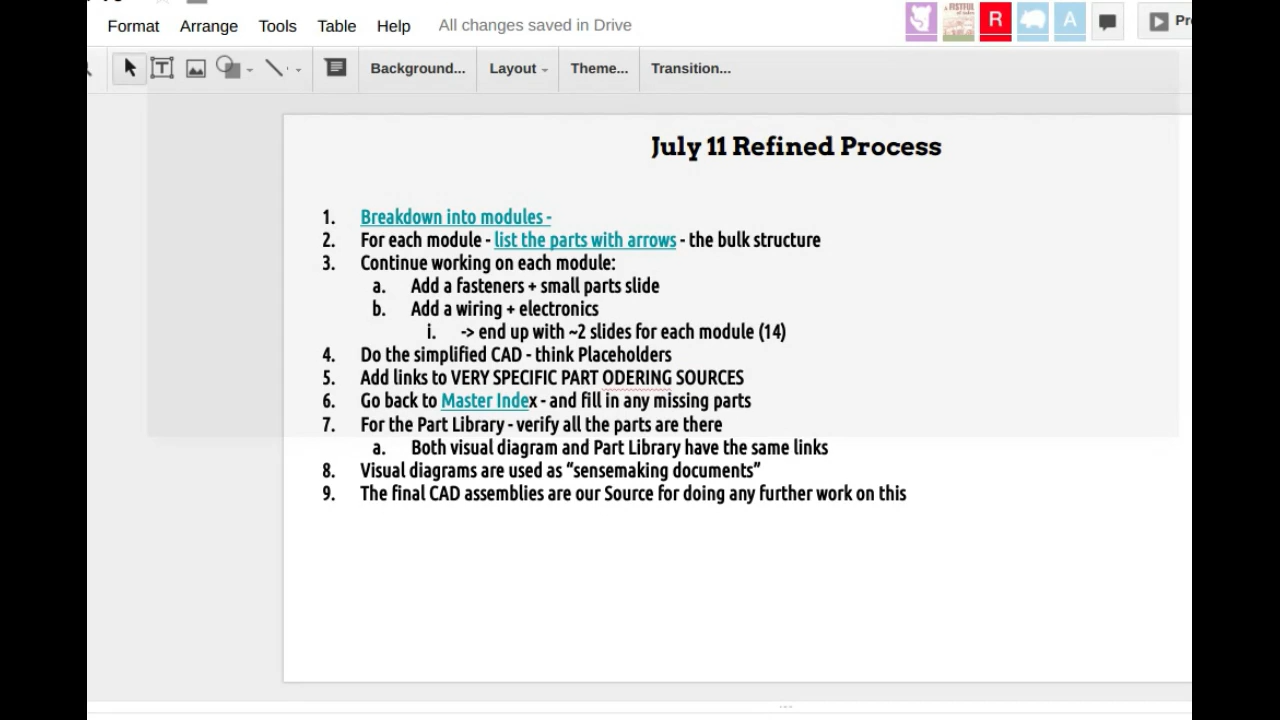 Format Arrange Tools Table Help All changes saved in Drive
R A
Background... Layout Theme... Transition...
July 11 Refined Process
1. Breakdown into modules -
2. For each module - list the parts with arrows - the bulk structure
3. Continue working on each module:
a. Add a fasteners + small parts slide
b. Add a wiring + electronics
i. -> end up with ~2 slides for each module (14)
4. Do the simplified CAD - think Placeholders
5. Add links to VERY SPECIFIC PART ODERING SOURCES
6. Go back to Master Index - and fill in any missing parts
7. For the Part Library - verify all the parts are there
a. Both visual diagram and Part Library have the same links
8. Visual diagrams are used as “sensemaking documents”
9. The final CAD assemblies are our Source for doing any further work on this